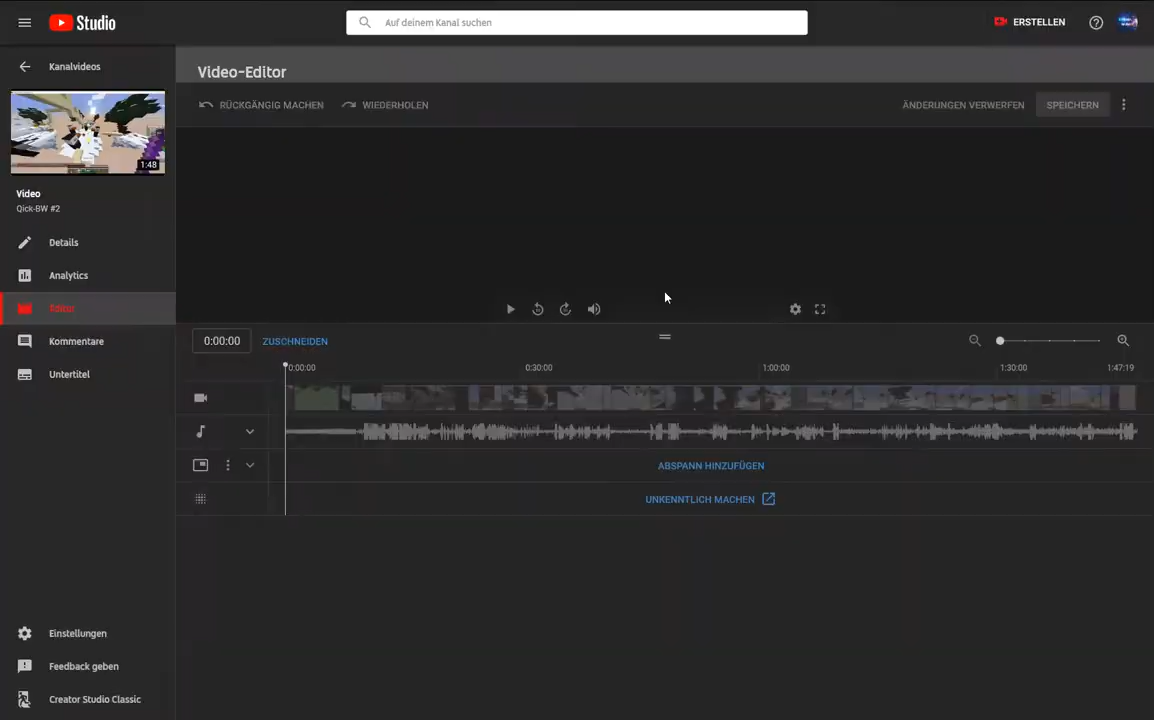 Studio
Auf deinem Kanal suchen
ERSTELLEN
Kanalvideos
Video-Editor
RÜCKGÄNGIG MACHEN
WIEDERHOLEN
ÄNDERUNGEN VERWERFEN
SPEICHERN
1:48
Video
Qick-BW #2
Details
Analytics
Editor
Kommentare
Untertitel
0:00:00
ZUSCHNEIDEN
0:00:00
0:30:00
1:00:00
1:30:00
1:47:19
ABSPANN HINZUFÜGEN
UNKENNTLICH MACHEN
Einstellungen
Feedback geben
Creator Studio Classic